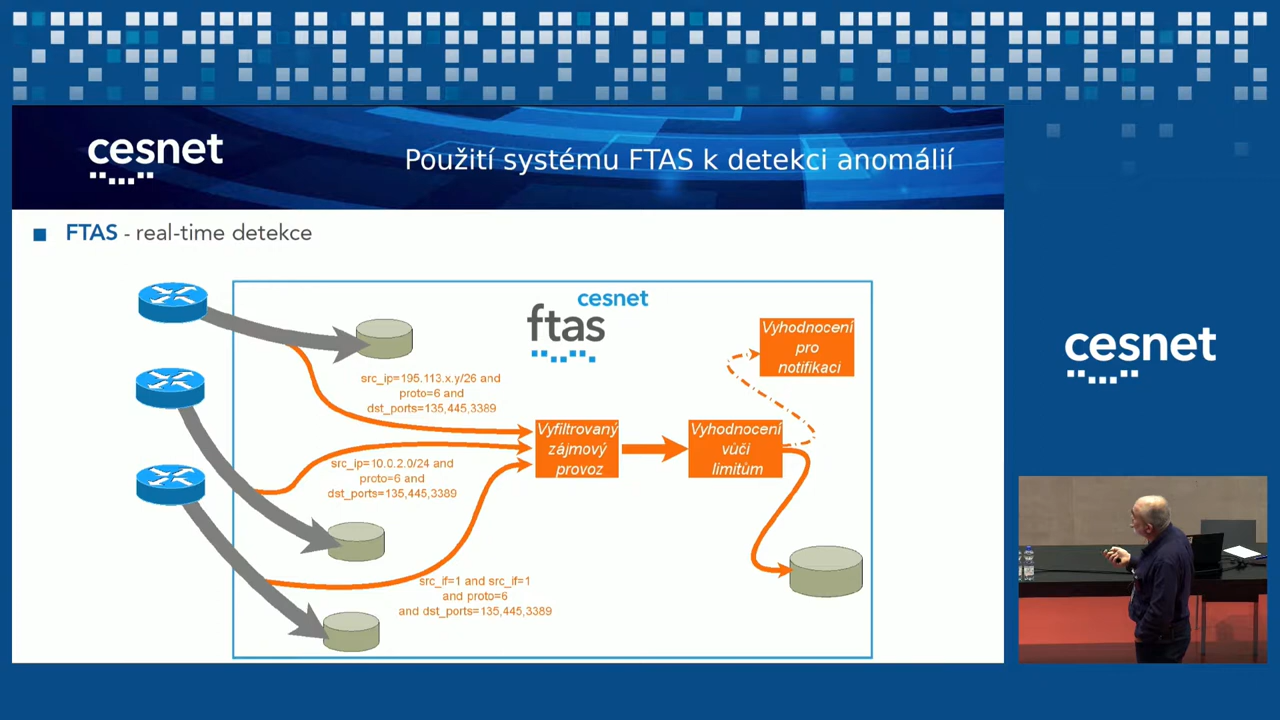 cesnet
Použití systému FTAS k detekci anomálií
FTAS - real-time detekce
cesnet
ftas
Vyhodnocení
pro
notifikaci
src_ip=195.113.x.y/26 and
proto=6 and
dst_ports=135,445,3389
Vyfiltrovaný
zájmový
provoz
Vyhodnocení
vůči
limitům
src_ip=10.0.2.0/24 and
proto=6 and
dst_ports=135,445,3389
src_if=1 and src_if=1
and proto=6
and dst_ports=135,445,3389
cesnet